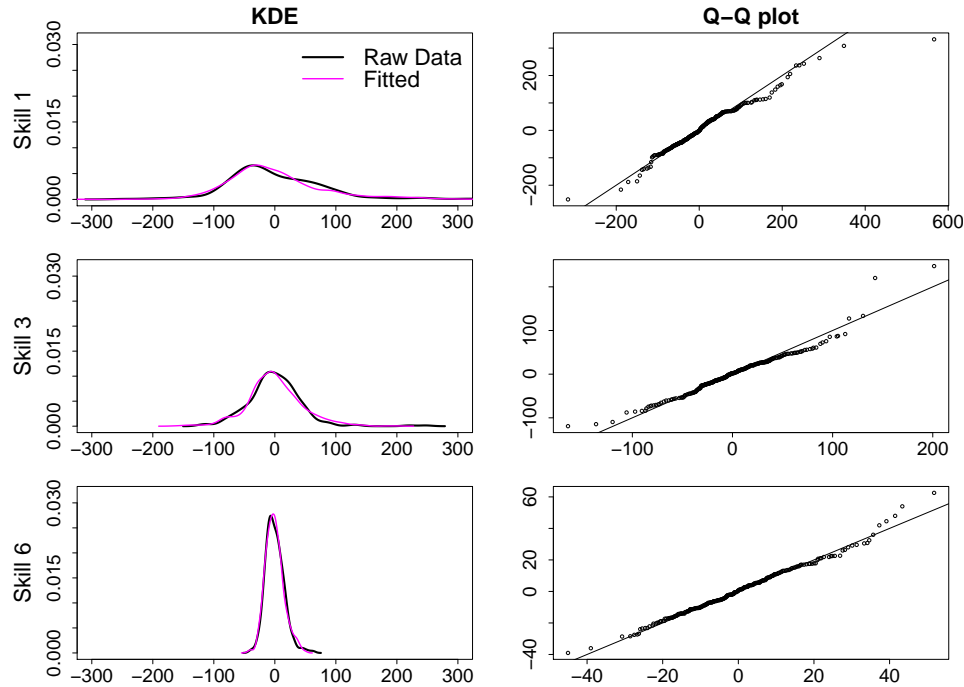 KDE
Q−Q plot
Skill 1
0.000 0.015 0.030
Raw Data
Fitted
−300 −200 −100 0 100 200 300
−200 0 200
−200 0 200 400 600
Skill 3
0.000 0.015 0.030
−300 −200 −100 0 100 200 300
−100 0 100
−100 0 100 200
Skill 6
0.000 0.015 0.030
−300 −200 −100 0 100 200 300
−40 0 20 60
−40 −20 0 20 40